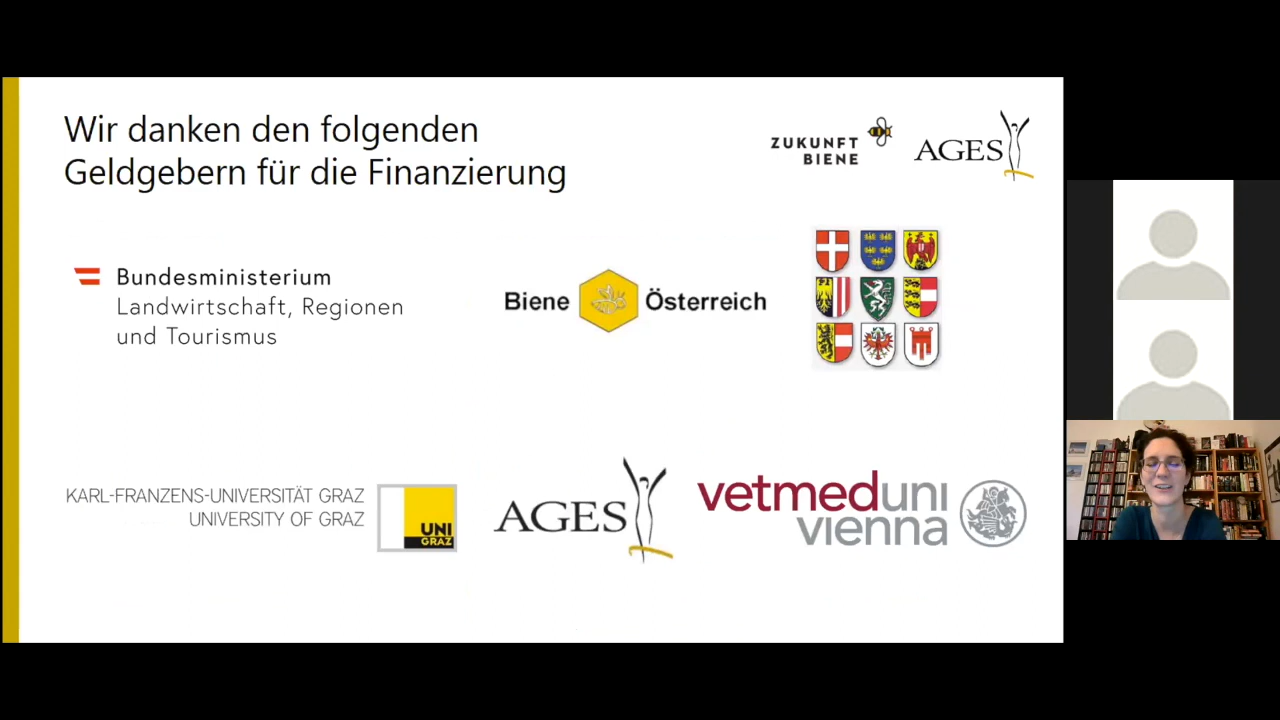 Wir danken den folgenden
Geldgebern für die Finanzierung
ZUKUNFT
BIENE
AGES
Bundesministerium
Landwirtschaft, Regionen
und Tourismus
Biene Österreich
KARL-FRANZENS-UNIVERSITÄT GRAZ
UNIVERSITY OF GRAZ
UNI
GRAZ
AGES
vetmeduni
vienna